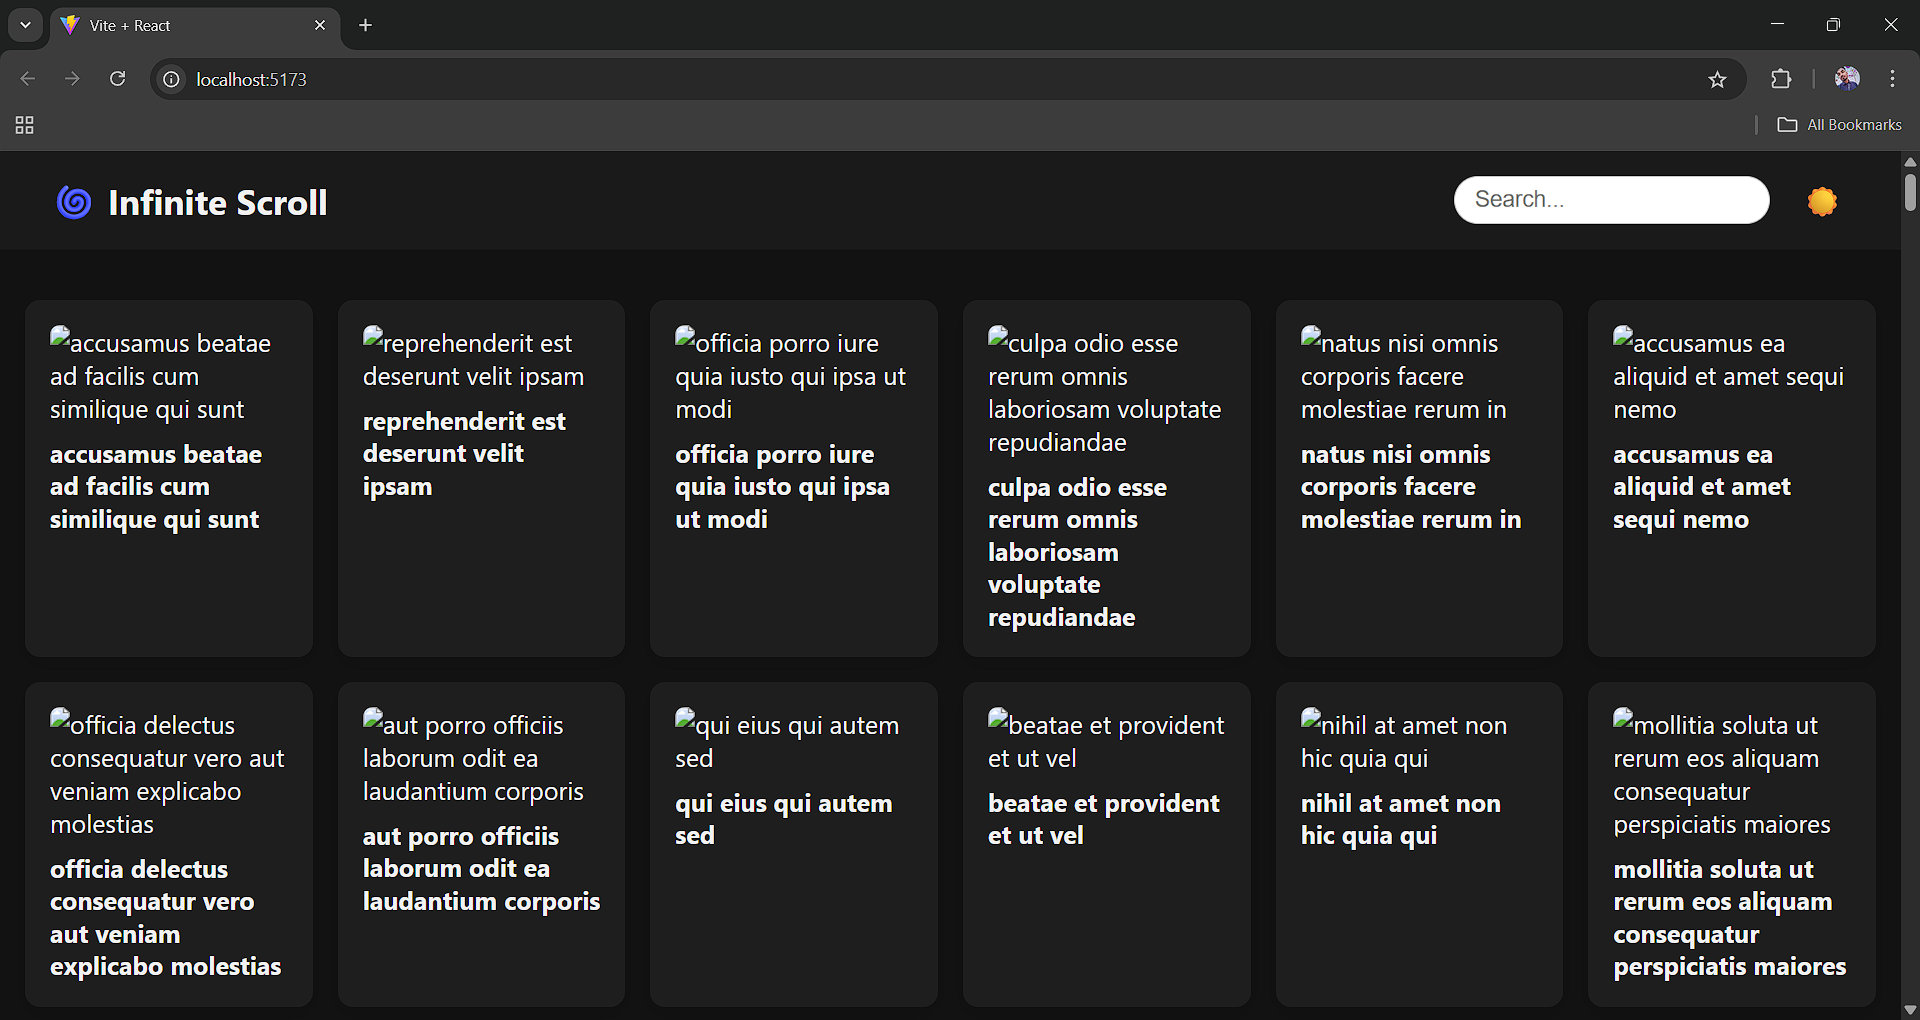 Vite + React
localhost:5173
All Bookmarks
Infinite Scroll
Search...
accusamus beatae
ad facilis cum
similique qui sunt
accusamus beatae
ad facilis cum
similique qui sunt
reprehenderit est
deserunt velit ipsam
reprehenderit est
deserunt velit
ipsam
officia porro iure
quia iusto qui ipsa ut
modi
officia porro iure
quia iusto qui ipsa
ut modi
culpa odio esse
rerum omnis
laboriosam voluptate
repudiandae
culpa odio esse
rerum omnis
laboriosam
voluptate
repudiandae
natus nisi omnis
corporis facere
molestiae rerum in
natus nisi omnis
corporis facere
molestiae rerum in
accusamus ea
aliquid et amet sequi
nemo
accusamus ea
aliquid et amet
sequi nemo
officia delectus
consequatur vero aut
veniam explicabo
molestias
officia delectus
consequatur vero
aut veniam
explicabo molestias
aut porro officiis
laborum odit ea
laudantium corporis
aut porro officiis
laborum odit ea
laudantium corporis
qui eius qui autem
sed
qui eius qui autem
sed
beatae et provident
et ut vel
beatae et provident
et ut vel
nihil at amet non
hic quia qui
nihil at amet non
hic quia qui
mollitia soluta ut
rerum eos aliquam
consequatur
perspiciatis maiores
mollitia soluta ut
rerum eos aliquam
consequatur
perspiciatis maiores